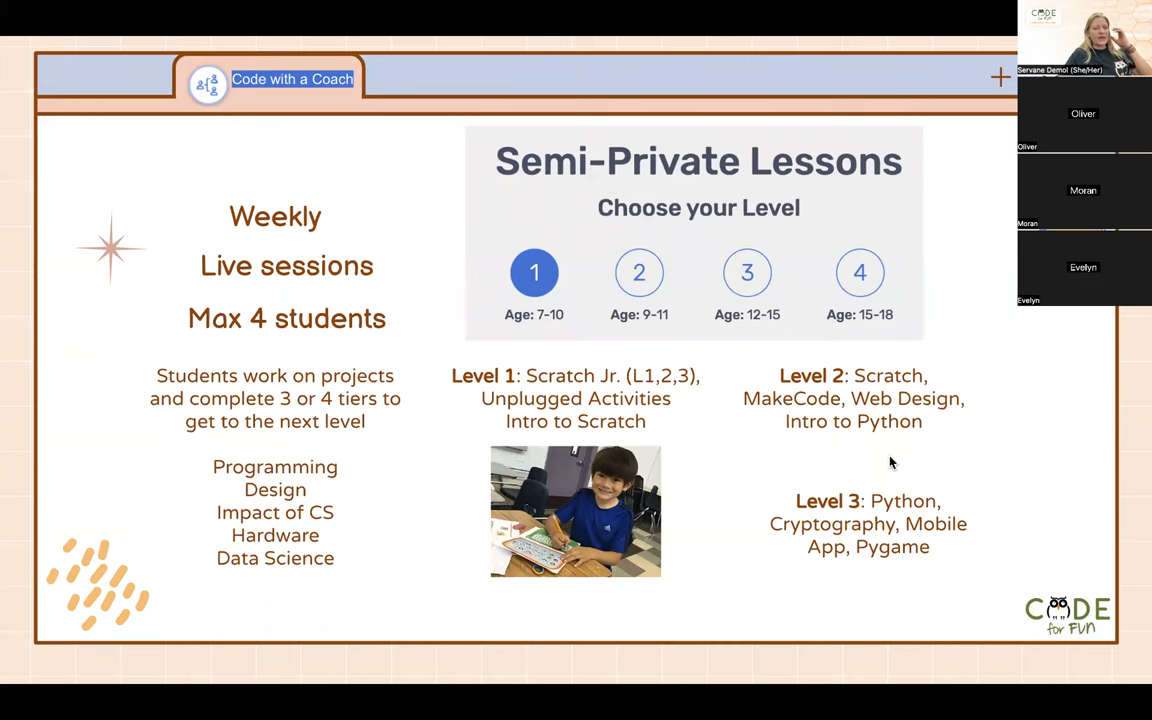 Code with a Coach
Weekly
Live sessions
Max 4 students
Students work on projects
and complete 3 or 4 tiers to
get to the next level
Programming
Design
Impact of CS
Hardware
Data Science
Semi-Private Lessons
Choose your Level
1
2
3
4
Age: 7-10
Age: 9-11
Age: 12-15
Age: 15-18
Level 1: Scratch Jr. (L1,2,3),
Unplugged Activities
Intro to Scratch
Level 2: Scratch,
MakeCode, Web Design,
Intro to Python
Level 3: Python,
Cryptography, Mobile
App, Pygame
CODE
for FUN
CODE
for FUN
Servane Demol (She/Her)
Oliver
Oliver
Moran
Moran
Evelyn
Evelyn